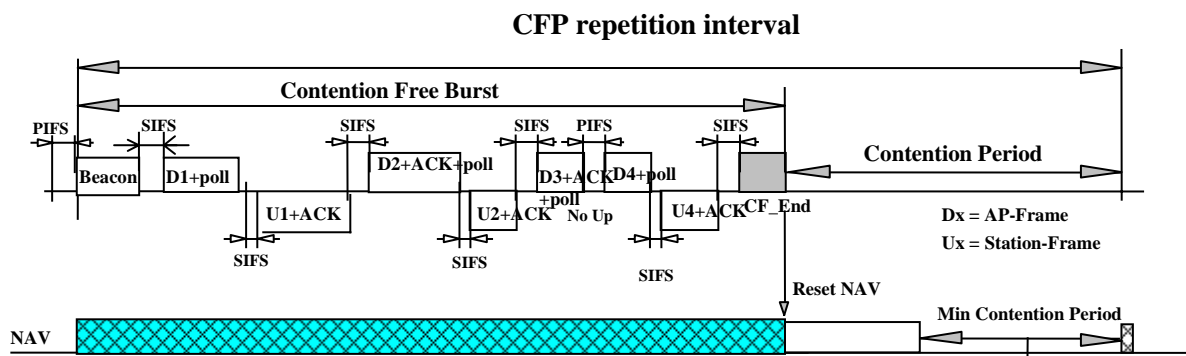 CFP repetition interval
Contention Free Burst
PIFS
SIFS
SIFS
SIFS
PIFS
SIFS
Contention Period
Beacon
D1+poll
D2+ACK+poll
D3+ACK
+poll
D4+poll
U1+ACK
U2+ACK
No Up
U4+ACK
CF_End
Dx = AP-Frame
Ux = Station-Frame
SIFS
SIFS
SIFS
Reset NAV
Min Contention Period
NAV